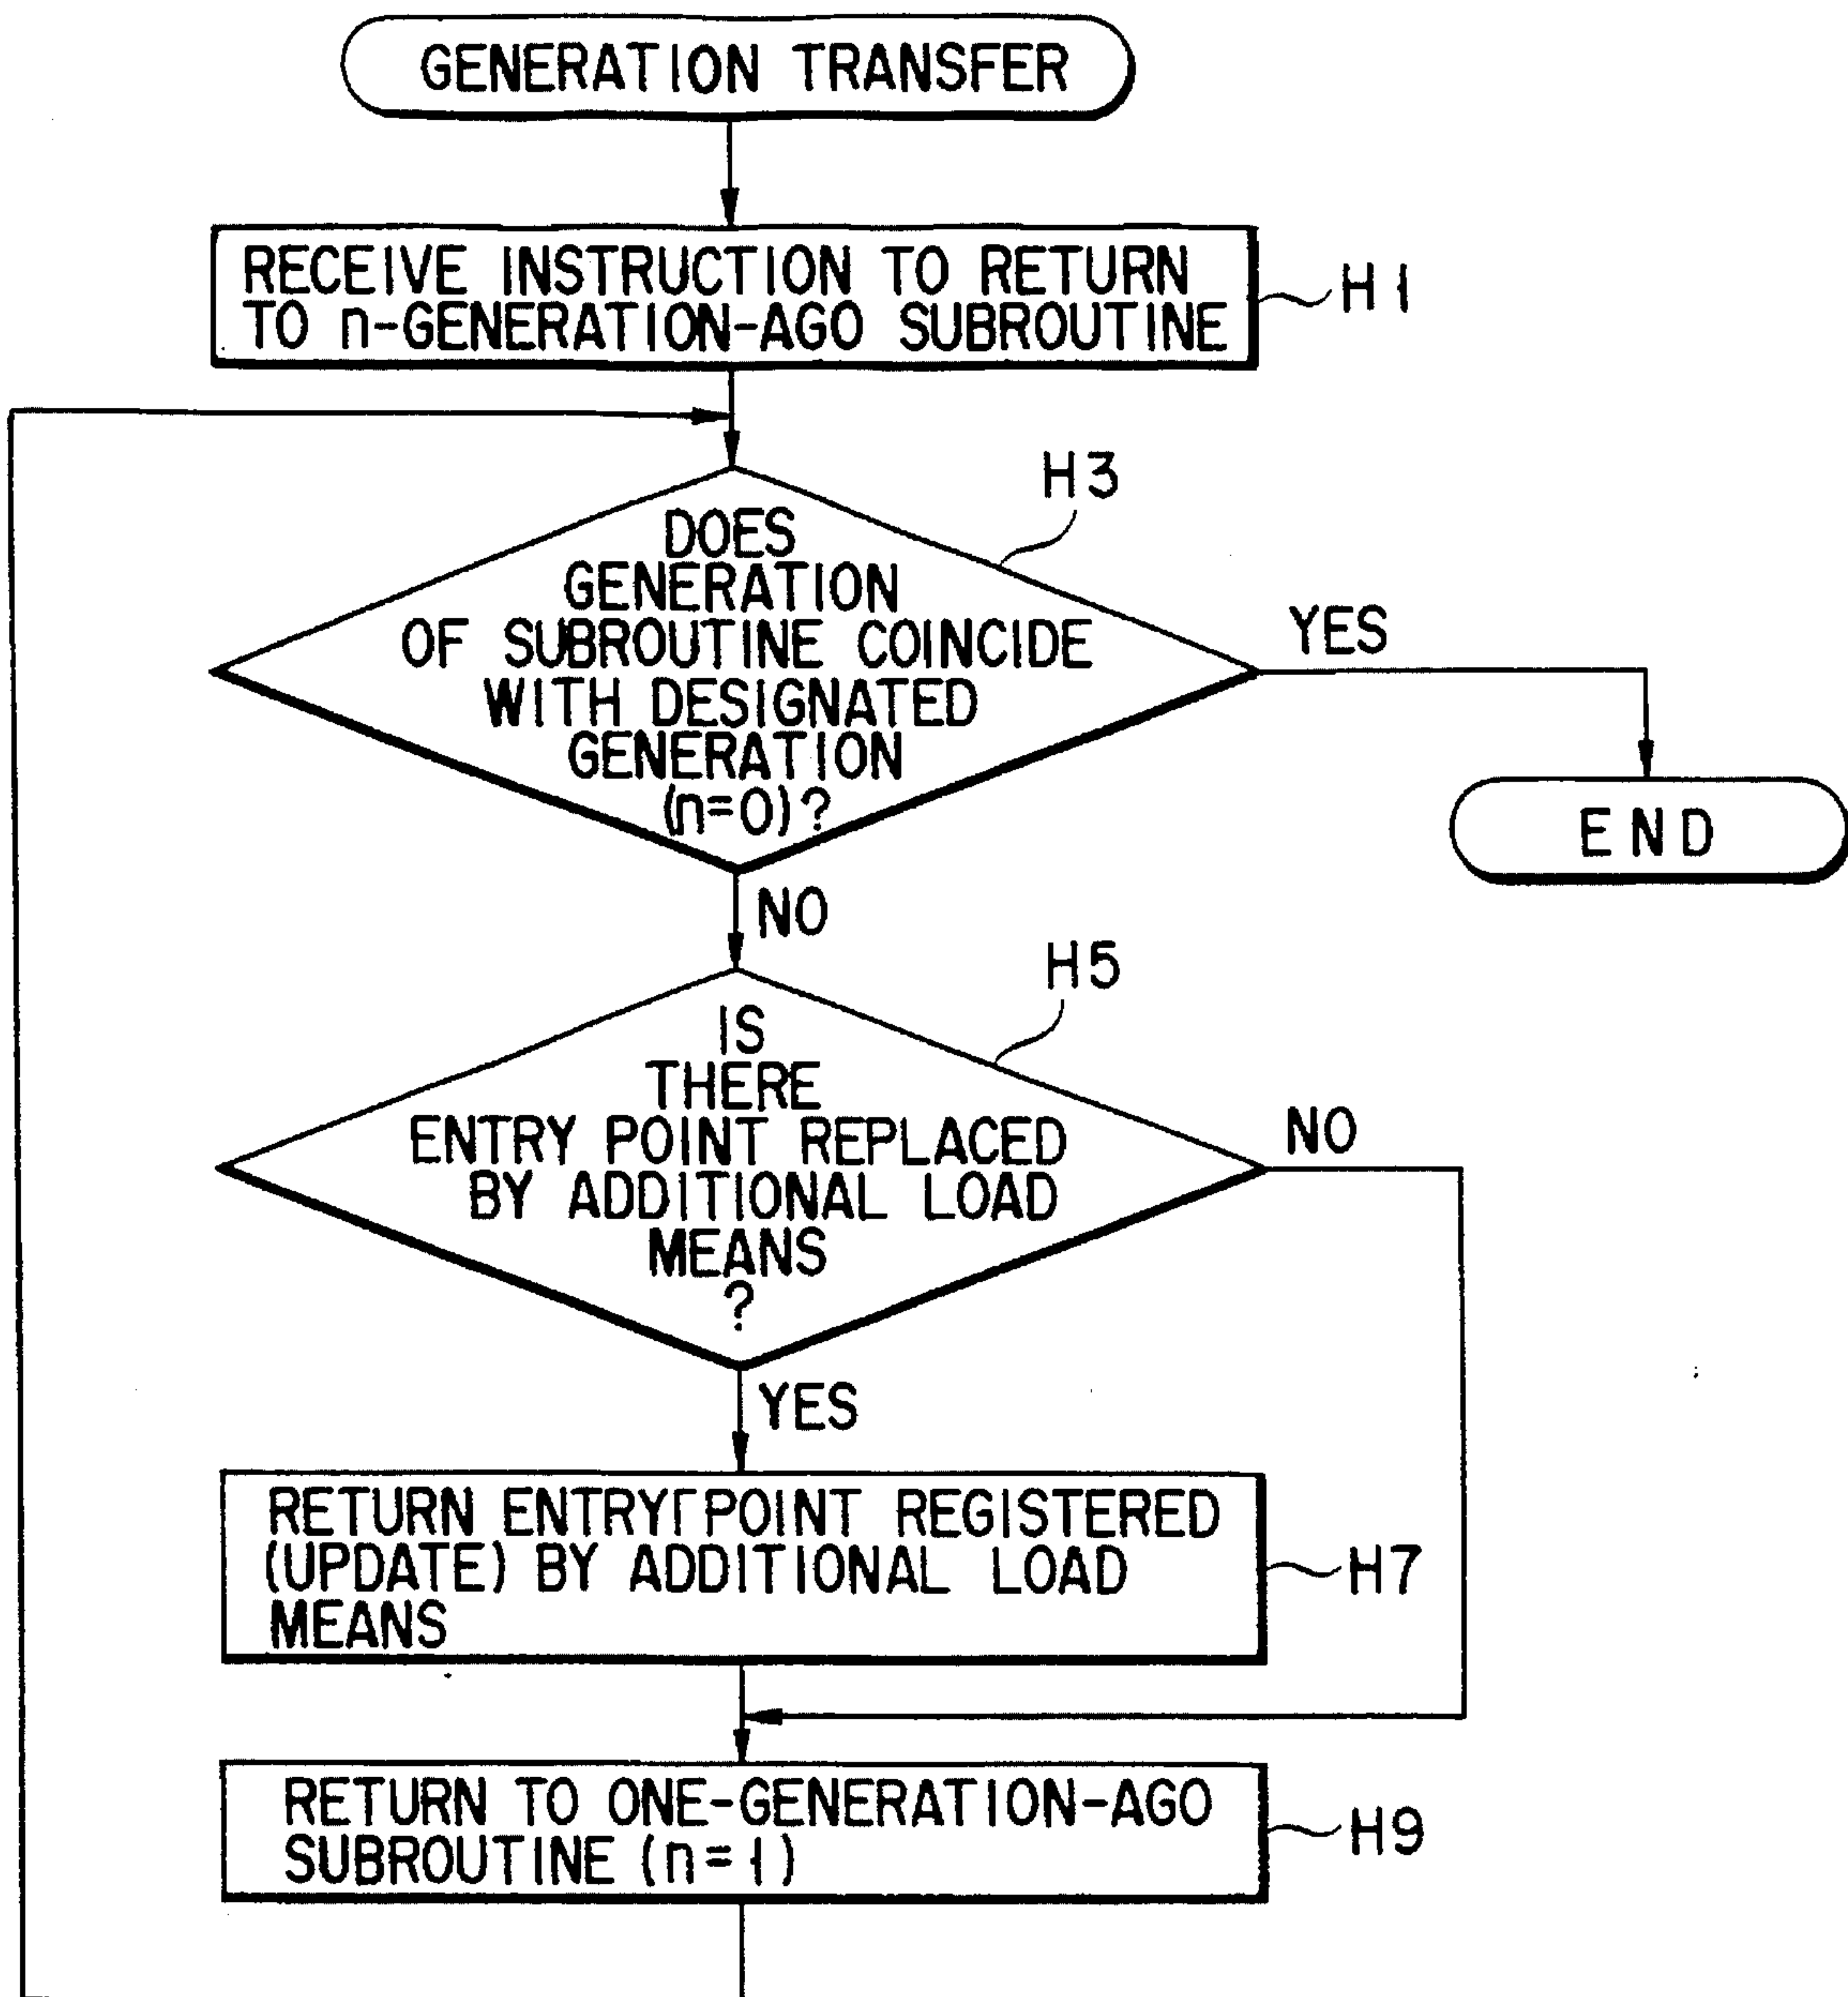 GENERATION TRANSFER
RECEIVE INSTRUCTION TO RETURN
TO n-GENERATION-AGO SUBROUTINE
H1
H3
DOES
GENERATION
OF SUBROUTINE COINCIDE
WITH DESIGNATED
GENERATION
(n=0)?
YES
END
NO
H5
IS
THERE
ENTRY POINT REPLACED
BY ADDITIONAL LOAD
MEANS
?
NO
YES
RETURN ENTRY POINT REGISTERED
(UPDATE) BY ADDITIONAL LOAD
MEANS
H7
RETURN TO ONE-GENERATION-AGO
SUBROUTINE (n=1)
H9